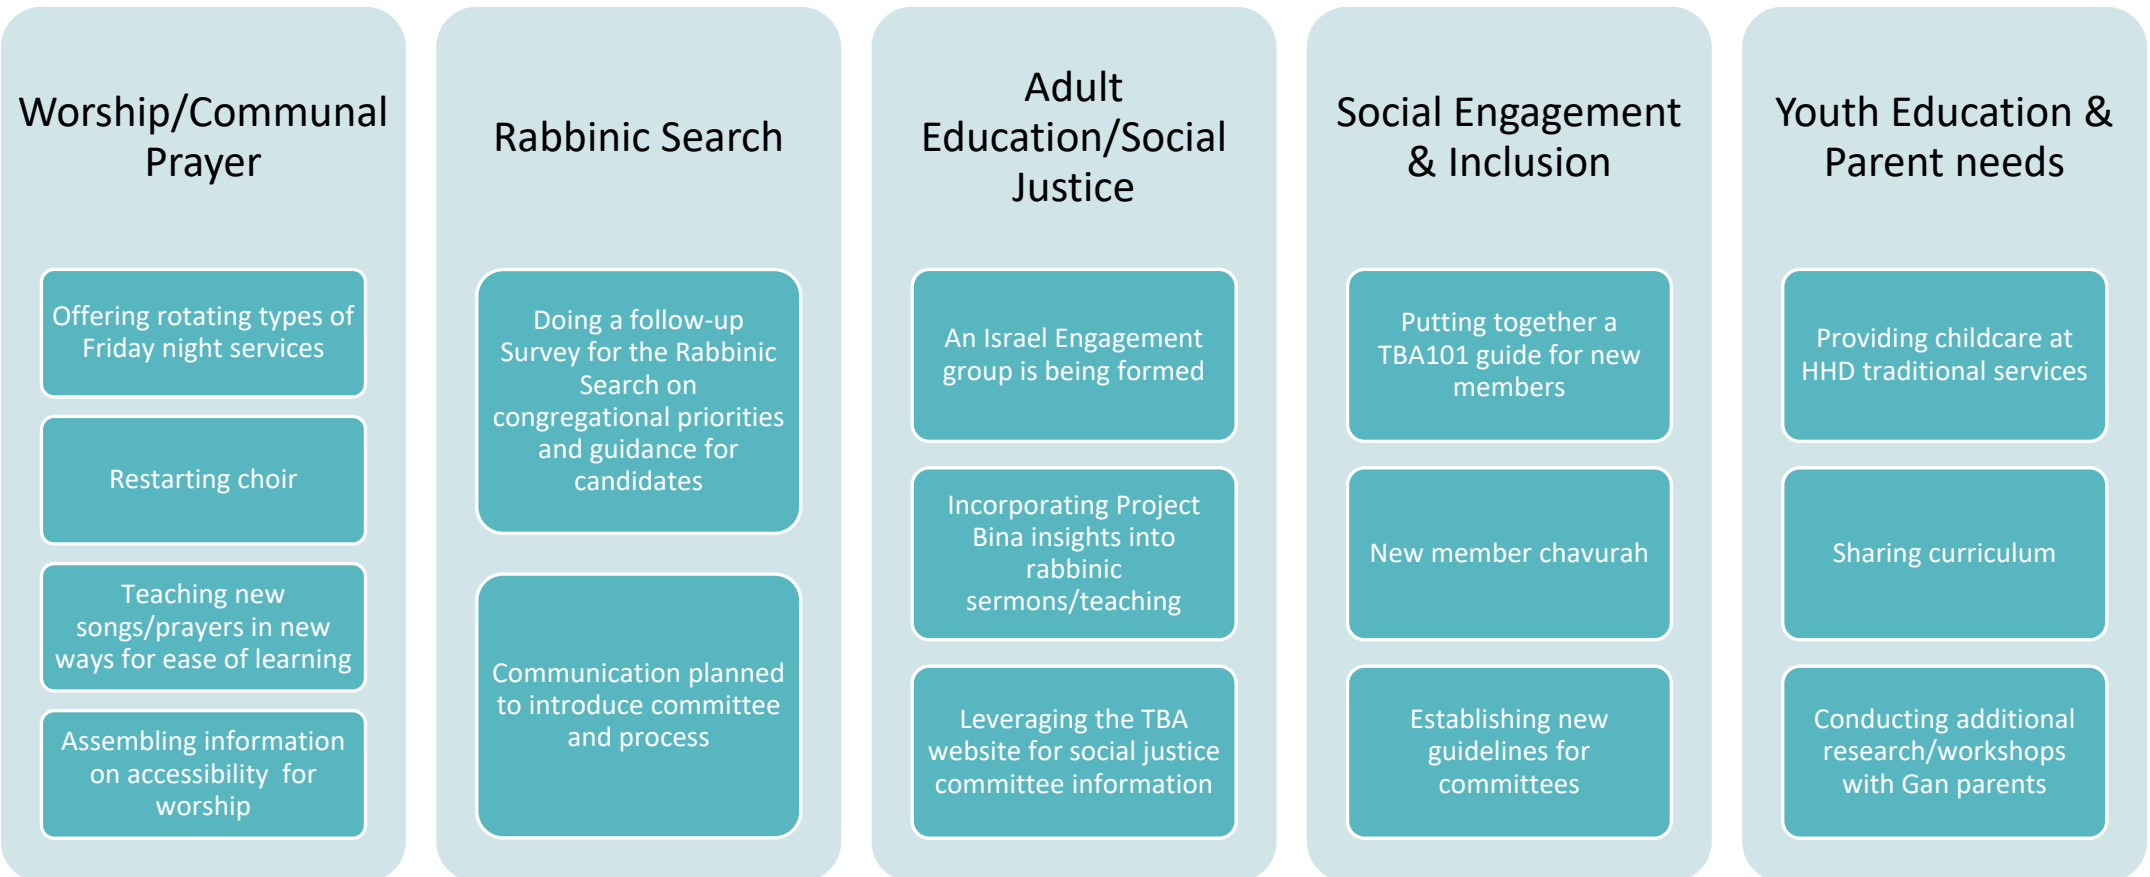 Worship/Communal
Prayer
Offering rotating types of
Friday night services
Restarting choir
Teaching new
songs/prayers in new
ways for ease of learning
Assembling information
on accessibility for
worship
Rabbinic Search
Doing a follow-up
Survey for the Rabbinic
Search on
congregational priorities
and guidance for
candidates
Communication planned
to introduce committee
and process
Adult
Education/Social
Justice
An Israel Engagement
group is being formed
Incorporating Project
Bina insights into
rabbinic
sermons/teaching
Leveraging the TBA
website for social justice
committee information
Social Engagement
& Inclusion
Putting together a
TBA101 guide for new
members
New member chavurah
Establishing new
guidelines for
committees
Youth Education &
Parent needs
Providing childcare at
HHD traditional services
Sharing curriculum
Conducting additional
research/workshops
with Gan parents